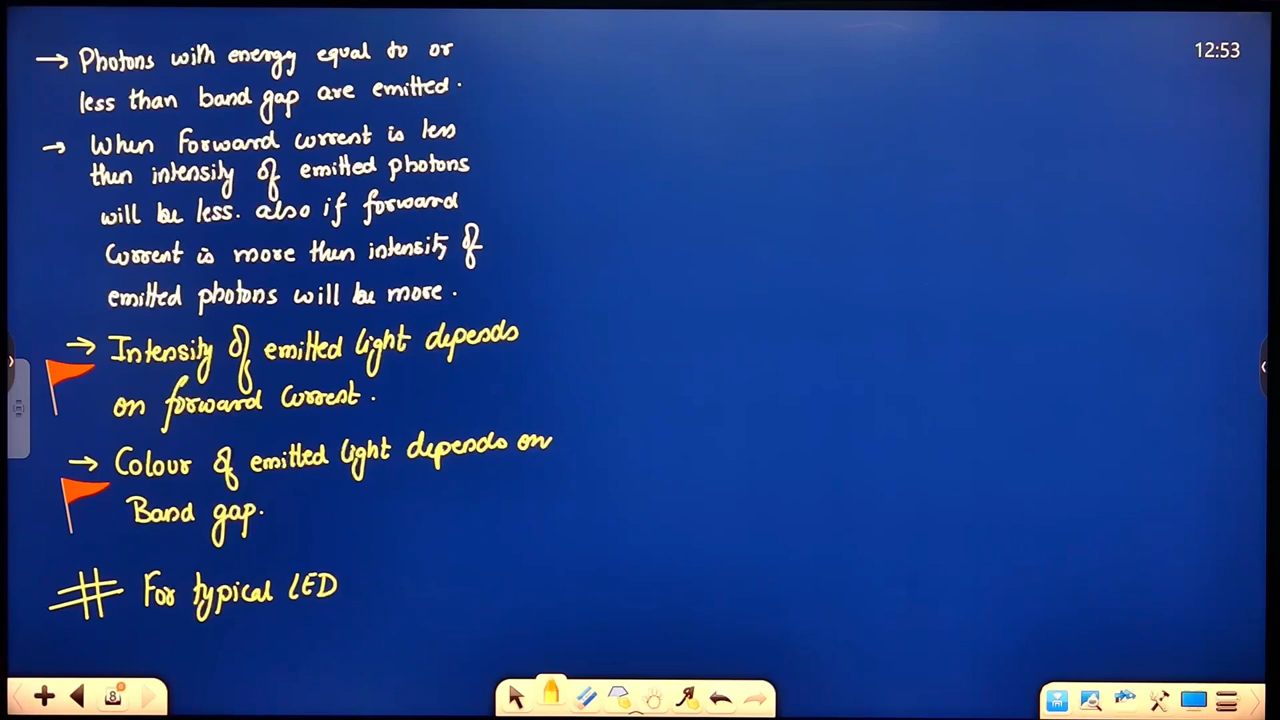 → Photons with energy equal to or
less than band gap are emitted.
→ When Forward current is less
then intensity of emitted photons
will be less. also if forward
current is more then intensity of
emitted photons will be more.
→ Intensity of emitted light depends
on forward current.
→ Colour of emitted light depends on
Band gap.
# For typical LED
12:53
8